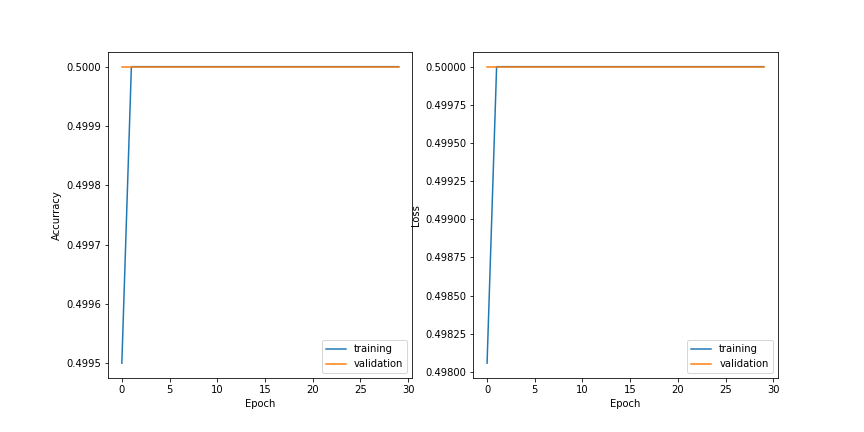 0.5000
0.4999
0.4998
0.4997
0.4996
0.4995
Accurracy
0 5 10 15 20 25 30
Epoch
training
validation
0.50000
0.49975
0.49950
0.49925
0.49900
0.49875
0.49850
0.49825
0.49800
Loss
0 5 10 15 20 25 30
Epoch
training
validation